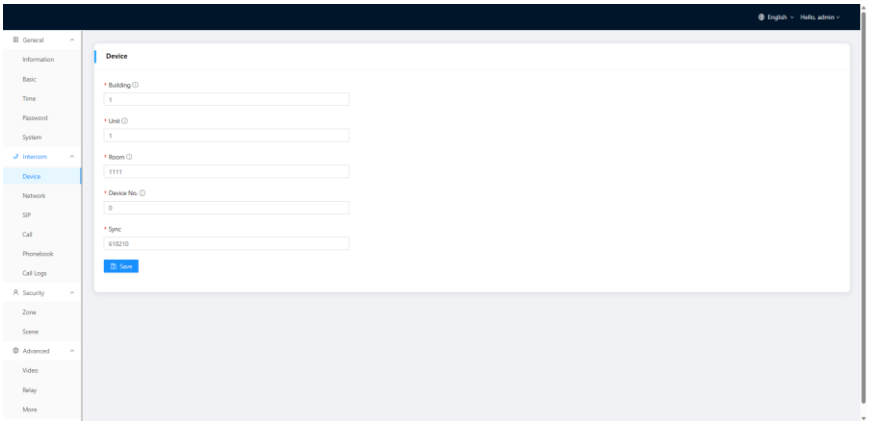 English
Hello, admin
General
Information
Basic
Time
Password
System
Intercom
Device
Network
SIP
Call
Phonebook
Call Logs
Security
Zone
Scene
Advanced
Video
Relay
More
Device
* Building
1
* Unit
1
* Room
1111
* Device No.
0
* Sync
618210
Save